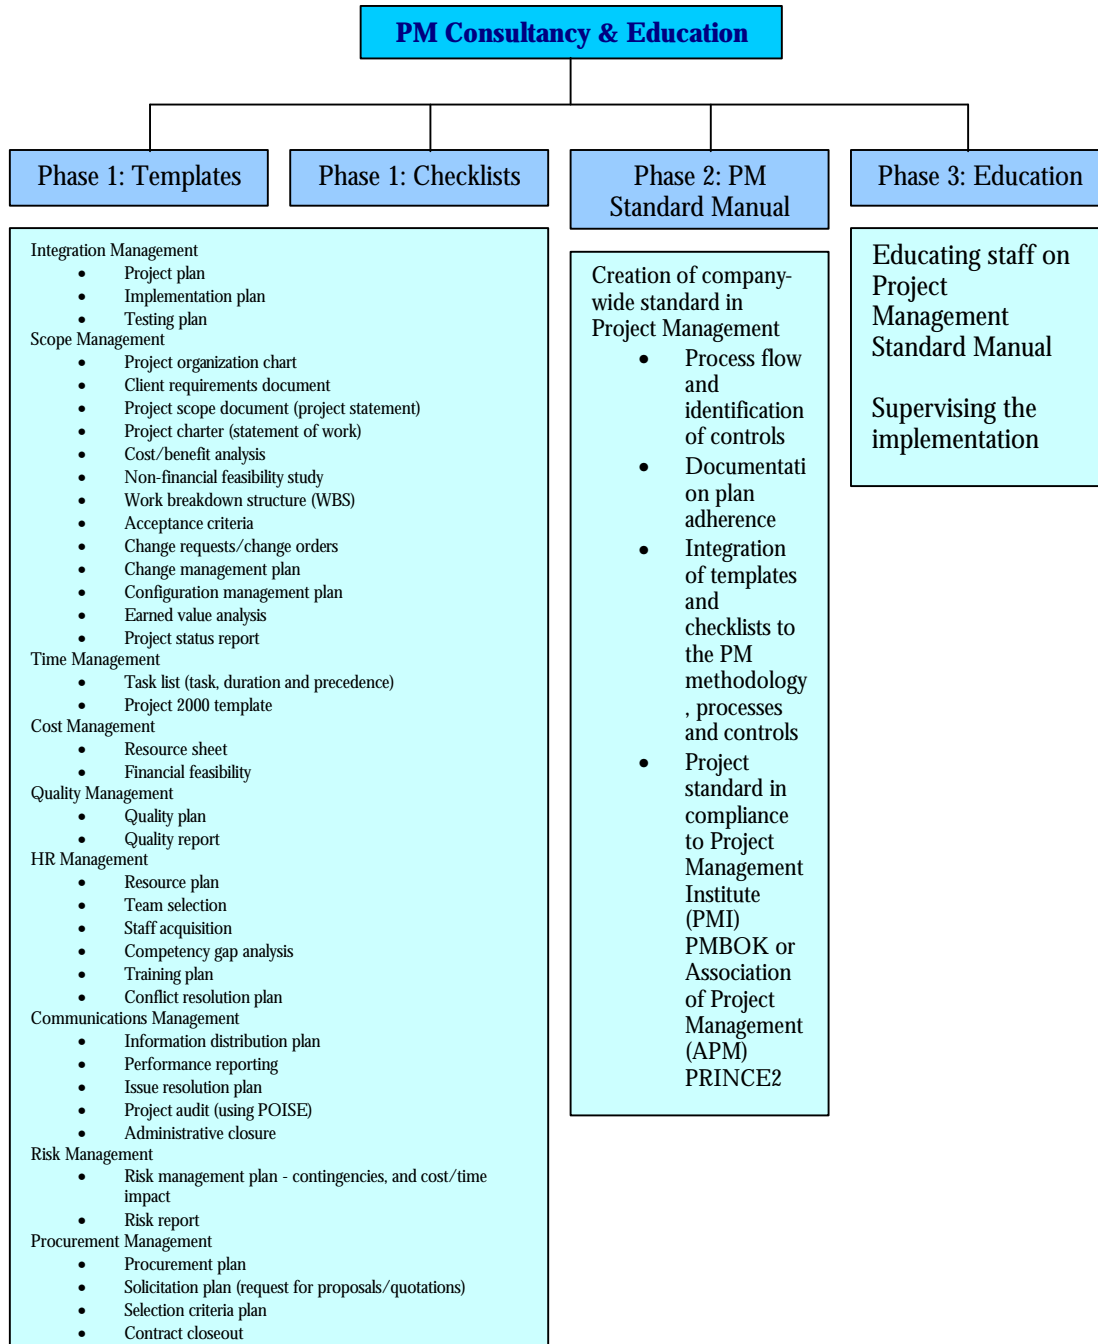 PM Consultancy & Education
Phase 1: Templates
Phase 1: Checklists
Phase 2: PM
Standard Manual
Phase 3: Education
Integration Management
• Project plan
• Implementation plan
• Testing plan
Scope Management
• Project organization chart
• Client requirements document
• Project scope document (project statement)
• Project charter (statement of work)
• Cost/benefit analysis
• Non-financial feasibility study
• Work breakdown structure (WBS)
• Acceptance criteria
• Change requests/change orders
• Change management plan
• Configuration management plan
• Earned value analysis
• Project status report
Time Management
• Task list (task, duration and precedence)
• Project 2000 template
Cost Management
• Resource sheet
• Financial feasibility
Quality Management
• Quality plan
• Quality report
HR Management
• Resource plan
• Team selection
• Staff acquisition
• Competency gap analysis
• Training plan
• Conflict resolution plan
Communications Management
• Information distribution plan
• Performance reporting
• Issue resolution plan
• Project audit (using POISE)
• Administrative closure
Risk Management
• Risk management plan - contingencies, and cost/time
impact
• Risk report
Procurement Management
• Procurement plan
• Solicitation plan (request for proposals/quotations)
• Selection criteria plan
• Contract closeout
Creation of company-
wide standard in
Project Management
• Process flow
and
identification
of controls
• Documentati
on plan
adherence
• Integration
of templates
and
checklists to
the PM
methodology
, processes
and controls
• Project
standard in
compliance
to Project
Management
Institute
(PMI)
PMBOK or
Association
of Project
Management
(APM)
PRINCE2
Educating staff on
Project
Management
Standard Manual
Supervising the
implementation